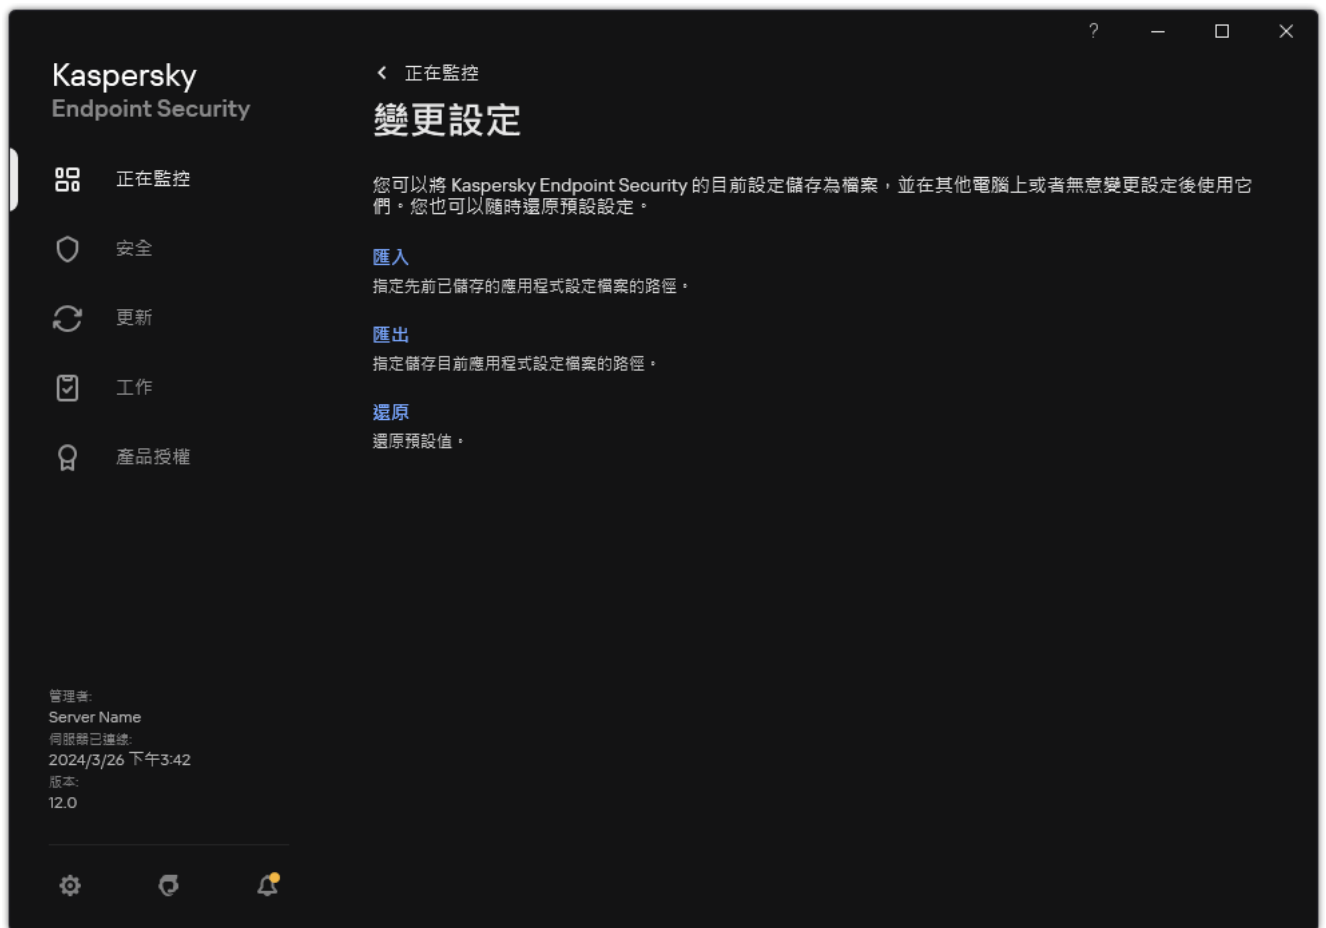 ?
Kaspersky
Endpoint Security
正在監控
安全
更新
工作
產品授權
管理者:
Server Name
伺服器已連線:
2024/3/26 下午3:42
版本:
12.0
正在監控
變更設定
您可以將 Kaspersky Endpoint Security 的目前設定儲存為檔案，並在其他電腦上或者無意變更設定後使用它
們。您也可以隨時還原預設設定。
匯入
指定先前已儲存的應用程式設定檔案的路徑。
匯出
指定儲存目前應用程式設定檔案的路徑。
還原
還原預設值。